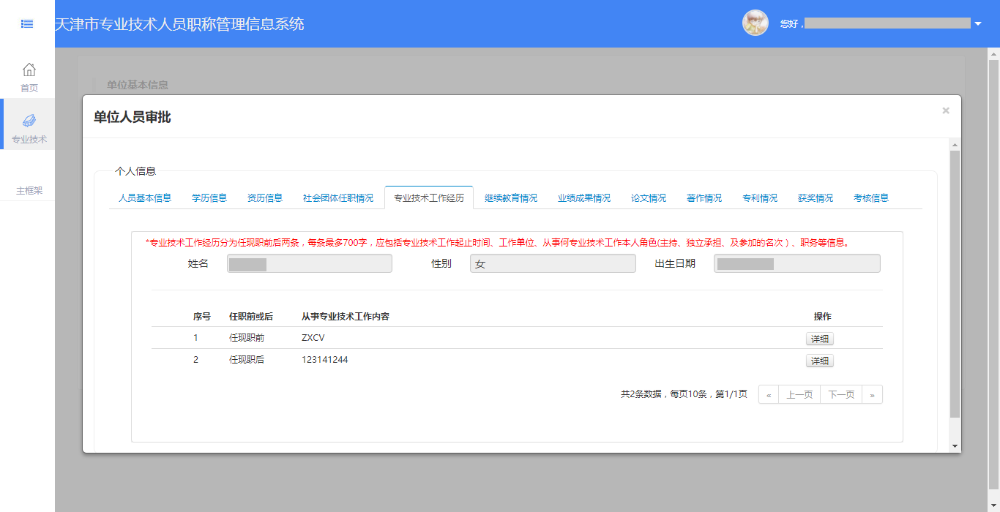 天津市专业技术人员职称管理信息系统
您好，
首页
专业技术
主框架
单位基本信息
单位人员审批
×
个人信息
人员基本信息 学历信息 资历信息 社会团体任职情况 专业技术工作经历 继续教育情况 业绩成果情况 论文情况 著作情况 专利情况 获奖情况 考核信息
*专业技术工作经历分为任现职前后两条，每条最多700字，应包括专业技术工作起止时间、工作单位、从事何专业技术工作本人角色(主持、独立承担、及参加的名次）、职务等信息。
姓名 性别 女 出生日期
序号 任职前或后 从事专业技术工作内容 操作
1 任现职前 ZXCV 详细
2 任现职后 123141244 详细
共2条数据，每页10条，第1/1页 « 上一页 下一页 »